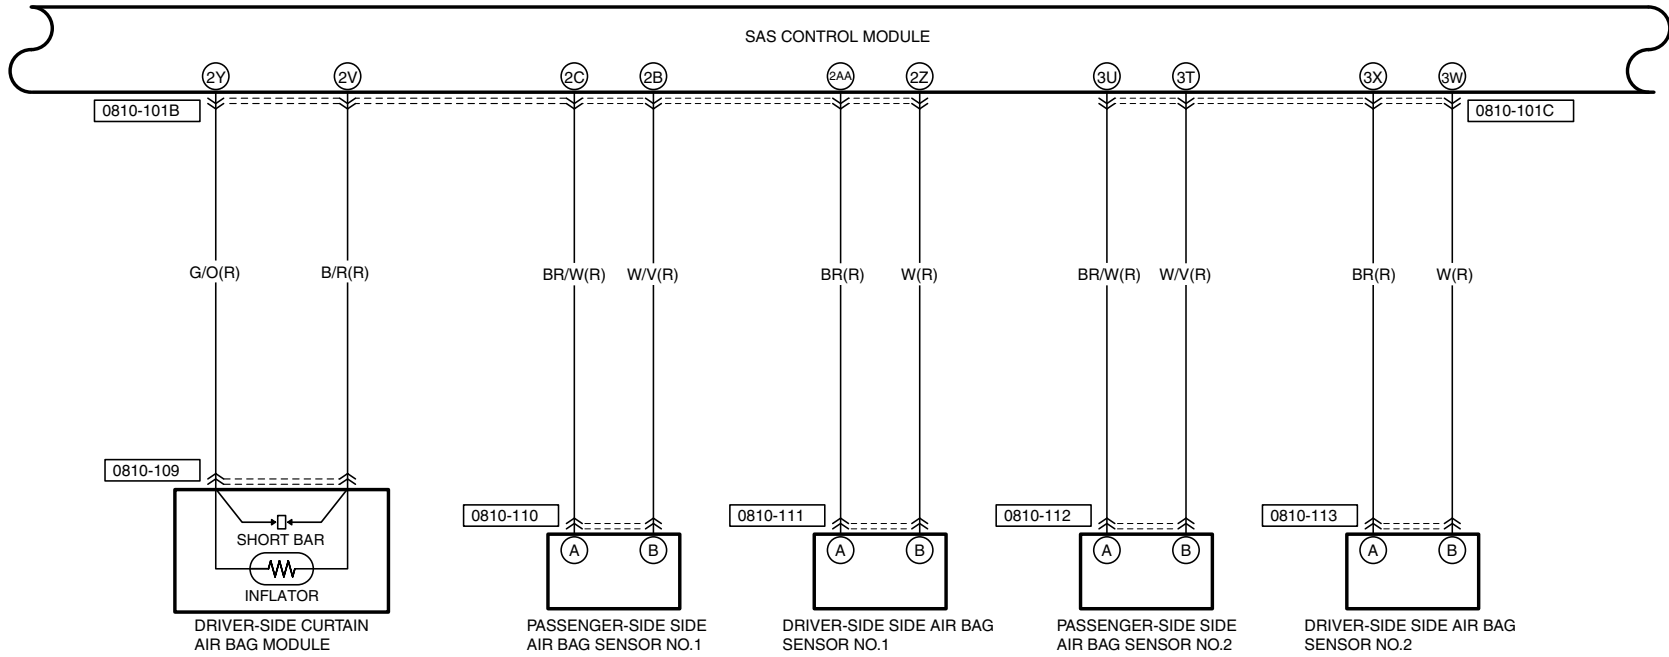 SAS CONTROL MODULE
2Y 2V 2C 2B 2AA 2Z 3U 3T 3X 3W
0810-101B 0810-101C
G/O(R) B/R(R) BR/W(R) W/V(R) BR(R) W(R) BR/W(R) W/V(R) BR(R) W(R)
0810-109
0810-110 0810-111 0810-112 0810-113
SHORT BAR
A B A B A B A B
INFLATOR
DRIVER-SIDE CURTAIN
AIR BAG MODULE
PASSENGER-SIDE SIDE
AIR BAG SENSOR NO.1
DRIVER-SIDE SIDE AIR BAG
SENSOR NO.1
PASSENGER-SIDE SIDE
AIR BAG SENSOR NO.2
DRIVER-SIDE SIDE AIR BAG
SENSOR NO.2